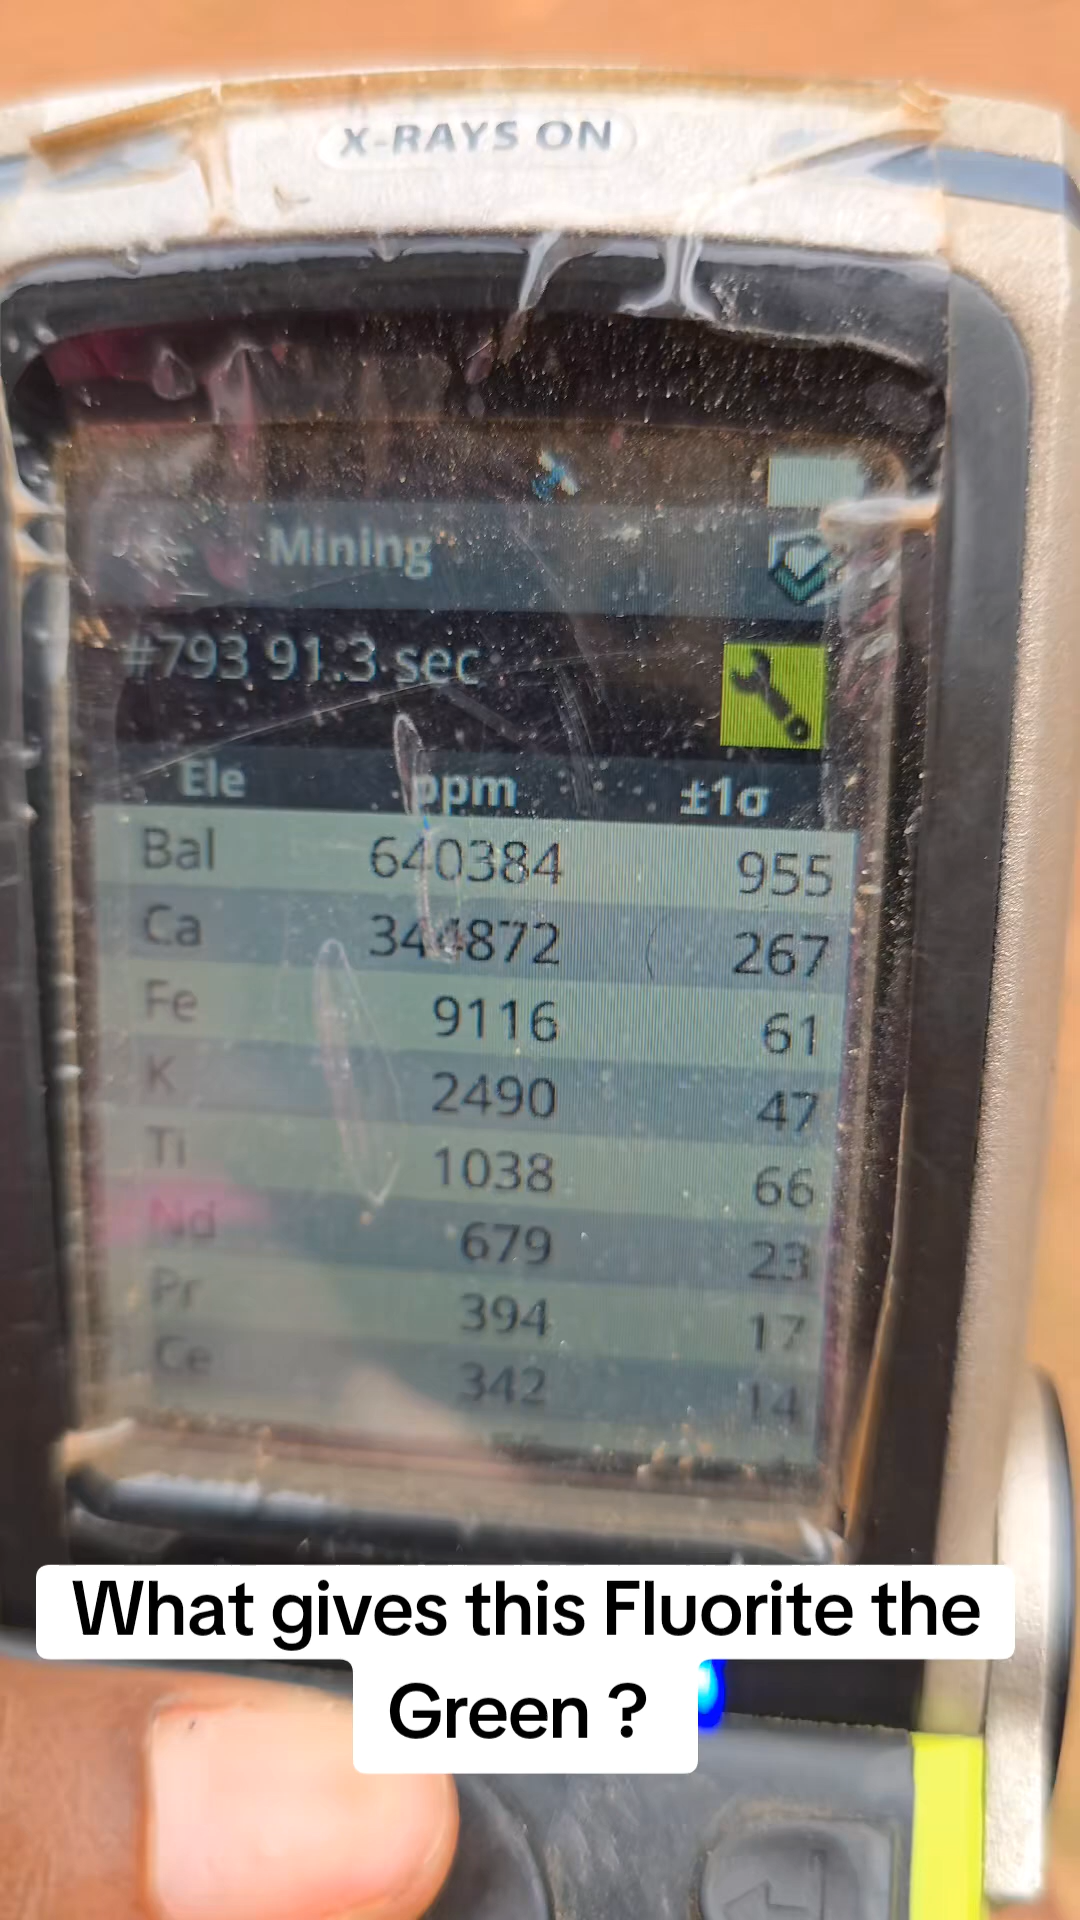 X-RAYS ON
Mining
#793 91.3 sec
Ele ppm ±1σ
Bal 640384 955
Ca 344872 267
Fe 9116 61
K 2490 47
Ti 1038 66
Nd 679 23
Pr 394 17
Ce 342 14
What gives this Fluorite the
Green ?